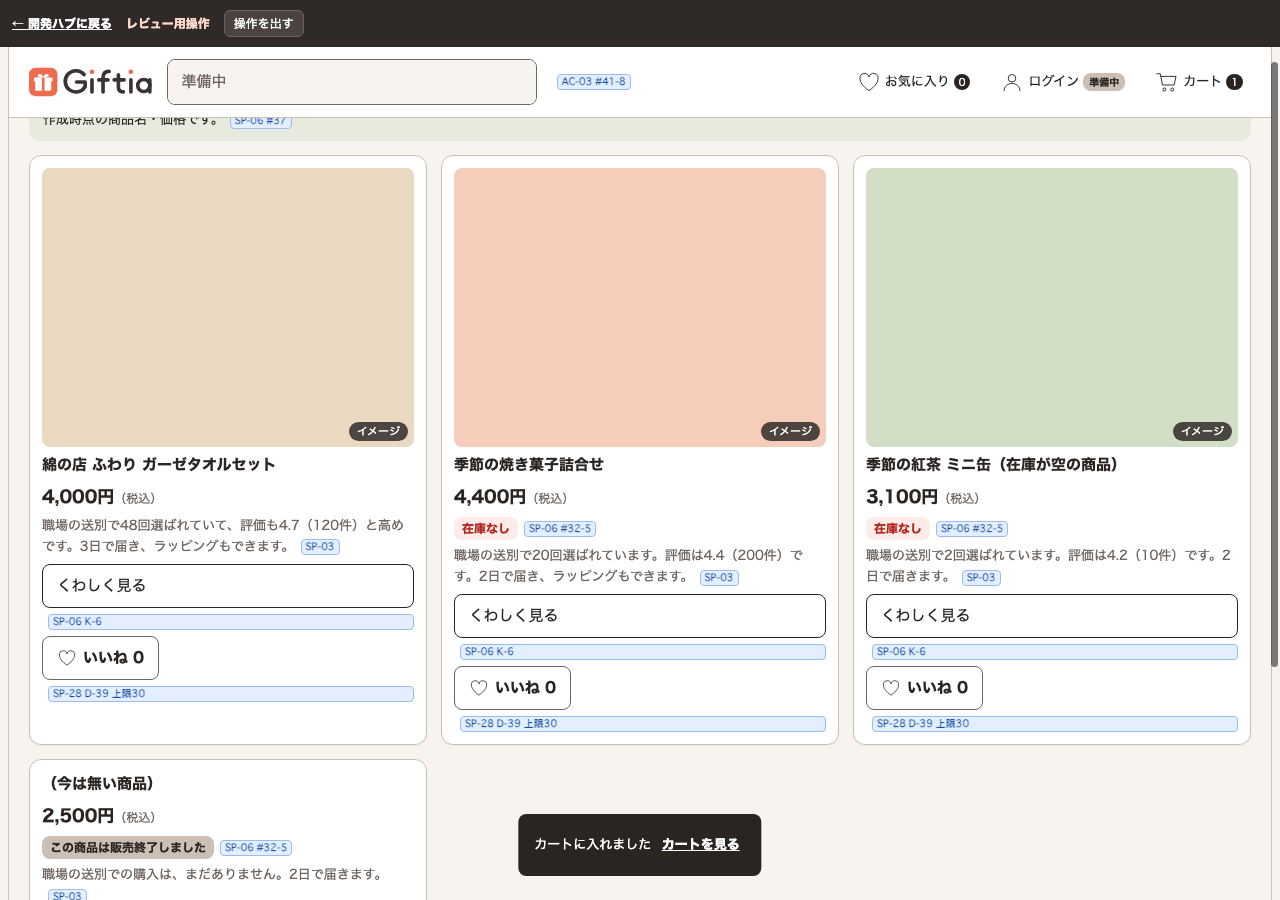 ← 開発ハブに戻る レビュー用操作 操作を出す
Giftia 準備中 AC-03 #41-8 お気に入り 0 ログイン 準備中 カート 1
作成時点の商品名・価格です。 SP-06 #37
イメージ
綿の店 ふわり ガーゼタオルセット
4,000円 (税込)
職場の送別で48回選ばれていて、評価も4.7（120件）と高め
です。3日で届き、ラッピングもできます。 SP-03
くわしく見る
SP-06 K-6
いいね 0
SP-28 D-39 上限30
イメージ
季節の焼き菓子詰合せ
4,400円 (税込)
在庫なし SP-06 #32-5
職場の送別で20回選ばれています。評価は4.4（200件）で
す。2日で届き、ラッピングもできます。 SP-03
くわしく見る
SP-06 K-6
いいね 0
SP-28 D-39 上限30
イメージ
季節の紅茶 ミニ缶（在庫が空の商品）
3,100円 (税込)
在庫なし SP-06 #32-5
職場の送別で2回選ばれています。評価は4.2（10件）です。2
日で届きます。 SP-03
くわしく見る
SP-06 K-6
いいね 0
SP-28 D-39 上限30
（今は無い商品）
2,500円 (税込)
この商品は販売終了しました SP-06 #32-5
職場の送別での購入は、まだありません。2日で届きます。
SP-03
カートに入れました カートを見る